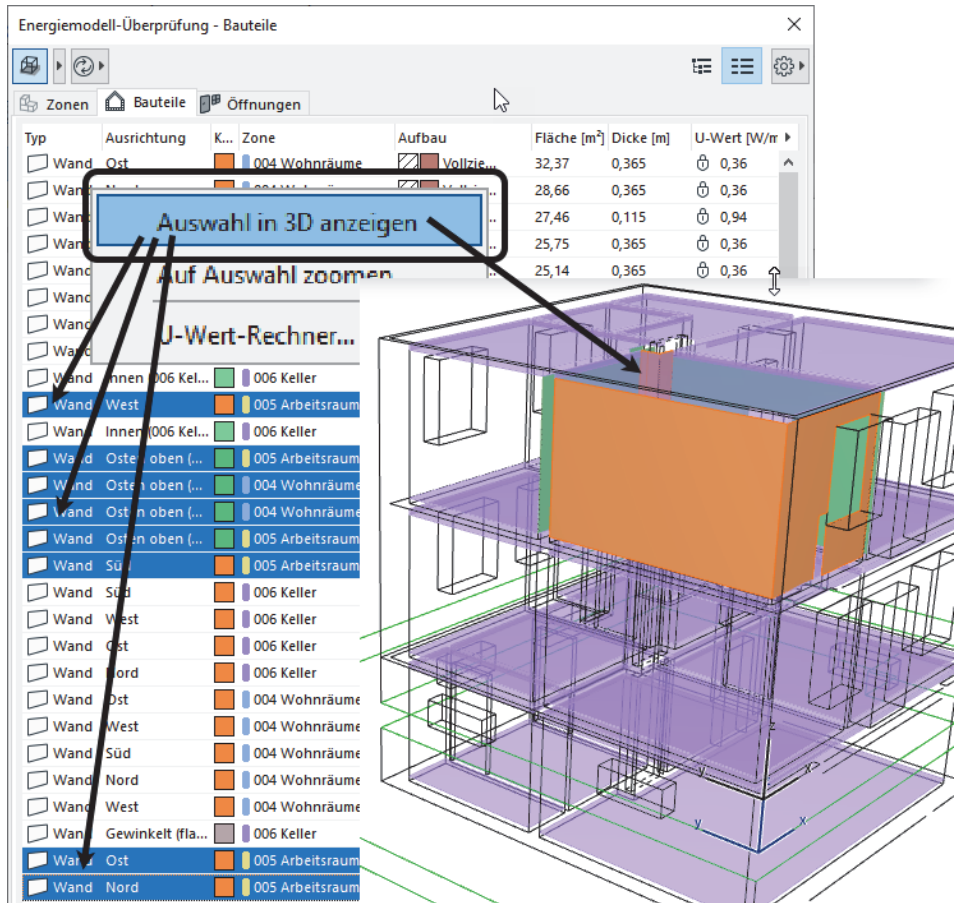 Energiemodell-Überprüfung - Bauteile
Zonen Bauteile Öffnungen
Typ Ausrichtung K... Zone Aufbau Fläche [m²] Dicke [m] U-Wert [W/m
Wand Ost 004 Wohnräume Vollzie... 32,37 0,365 0,36
Wand 28,66 0,365 0,36
Wand 27,46 0,115 0,94
Auswahl in 3D anzeigen
Wand 25,75 0,365 0,36
Wand 25,14 0,365 0,36
Auf Auswahl zoomen
Wand
Wand
U-Wert-Rechner...
Wand
Wand Innen (006 Kel... 006 Keller
Wand West 005 Arbeitsraum
Wand Innen (006 Kel... 006 Keller
Wand Osten oben (... 005 Arbeitsraum
Wand Osten oben (... 004 Wohnräume
Wand Osten oben (... 004 Wohnräume
Wand Osten oben (... 005 Arbeitsraum
Wand Süd 005 Arbeitsraum
Wand Süd 006 Keller
Wand West 006 Keller
Wand Ost 006 Keller
Wand Nord 006 Keller
Wand Ost 004 Wohnräume
Wand West 004 Wohnräume
Wand Süd 004 Wohnräume
Wand Nord 004 Wohnräume
Wand West 004 Wohnräume
Wand Gewinkelt (fla... 006 Keller
Wand Ost 005 Arbeitsraum
Wand Nord 005 Arbeitsraum
z
y x
y x